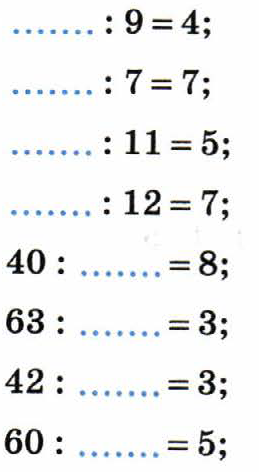 ....... : 9 = 4;
....... : 7 = 7;
....... : 11 = 5;
....... : 12 = 7;
40 : ....... = 8;
63 : ....... = 3;
42 : ....... = 3;
60 : ....... = 5;